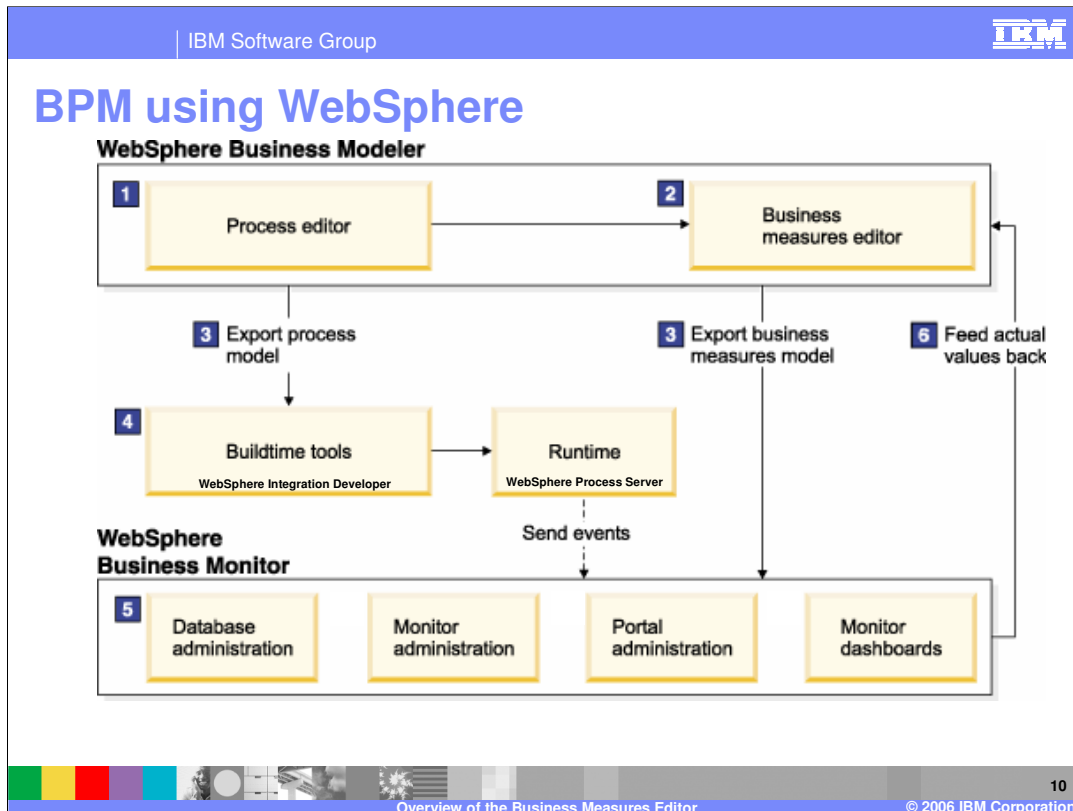 IBM Software Group
IBM
BPM using WebSphere
WebSphere Business Modeler
1
Process editor
2
Business
measures editor
3 Export process
model
3 Export business
measures model
6 Feed actual
values back
4
Buildtime tools
WebSphere Integration Developer
Runtime
WebSphere Process Server
Send events
WebSphere
Business Monitor
5
Database
administration
Monitor
administration
Portal
administration
Monitor
dashboards
10
Overview of the Business Measures Editor
© 2006 IBM Corporation